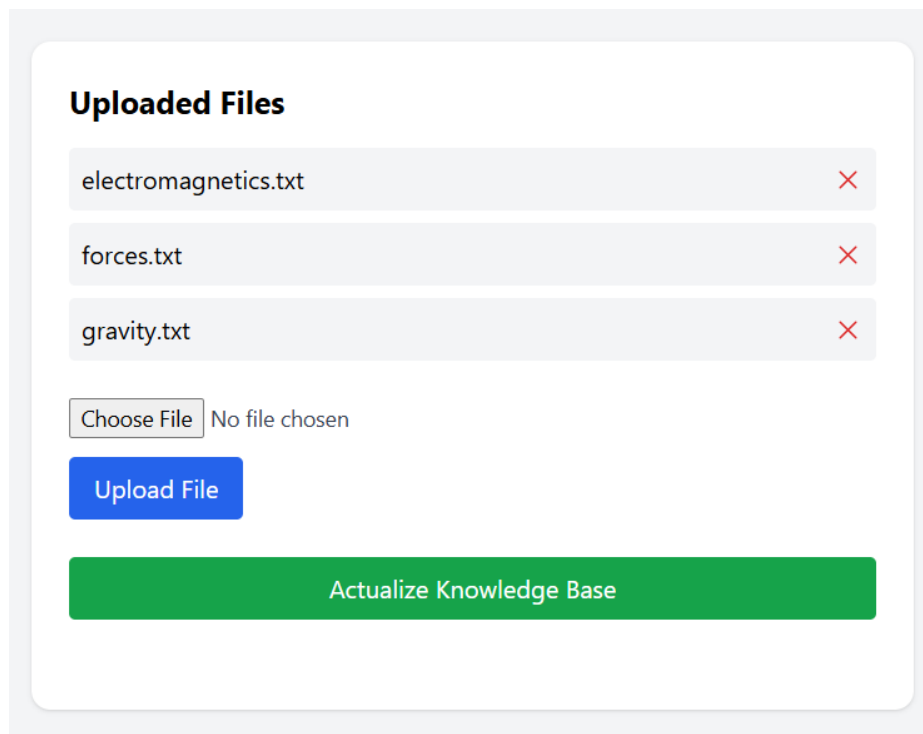 Uploaded Files
electromagnetics.txt
forces.txt
gravity.txt
Choose File No file chosen
Upload File
Actualize Knowledge Base